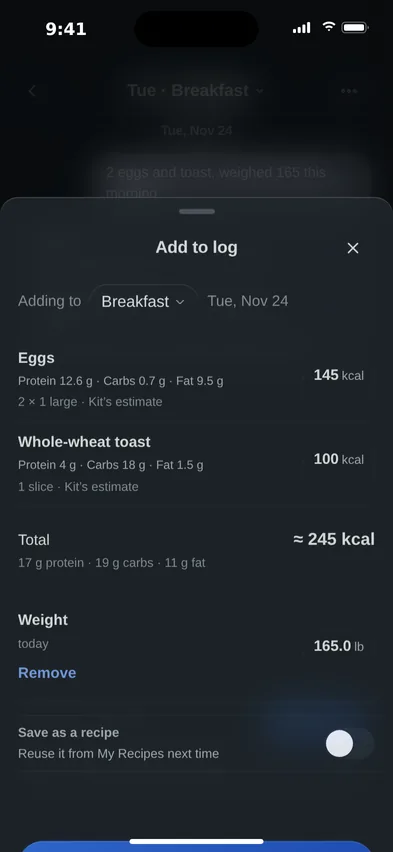 9:41
Tue · Breakfast
Tue, Nov 24
2 eggs and toast, weighed 165 this
morning
Add to log
Adding to Breakfast Tue, Nov 24
Eggs
Protein 12.6 g · Carbs 0.7 g · Fat 9.5 g
145 kcal
2 × 1 large · Kit's estimate
Whole-wheat toast
Protein 4 g · Carbs 18 g · Fat 1.5 g
100 kcal
1 slice · Kit's estimate
Total
≈ 245 kcal
17 g protein · 19 g carbs · 11 g fat
Weight
today
165.0 lb
Remove
Save as a recipe
Reuse it from My Recipes next time